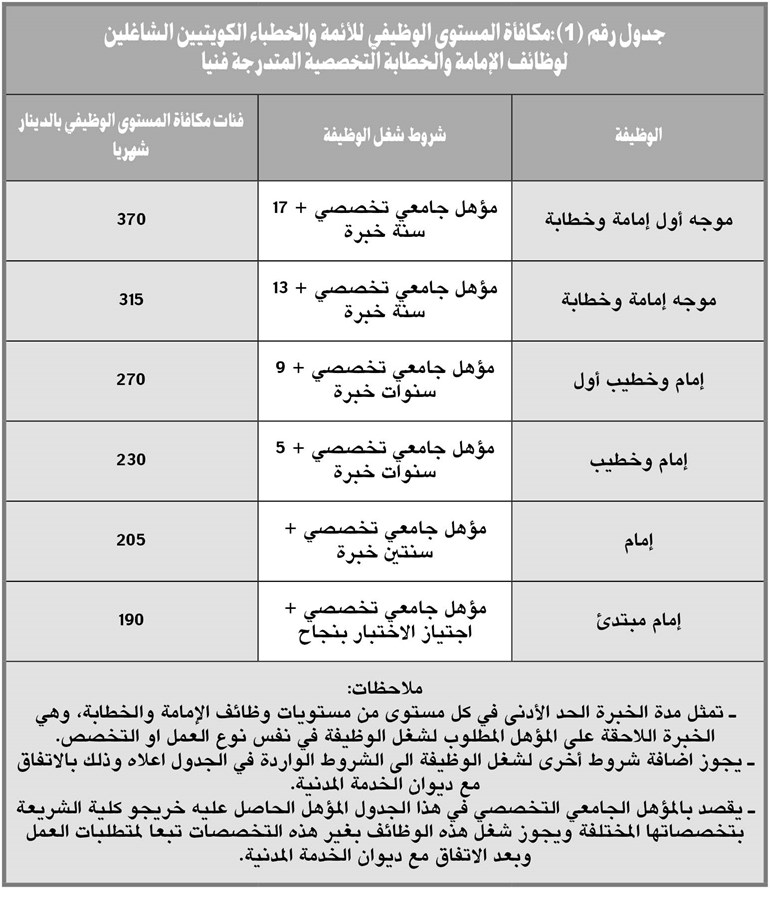 جدول رقم (1):مكافأة المستوى الوظيفي للأئمة والخطباء الكويتيين الشاغلين
لوظائف الإمامة والخطابة التخصصية المتدرجة فنيا
الوظيفة
شروط شغل الوظيفة
فئات مكافاة المستوى الوظيفي بالدينار
شهريا
موجه أول إمامة وخطابة
مؤهل جامعي تخصصي + 17
سنة خبرة
370
موجه إمامة وخطابة
مؤهل جامعي تخصصي + 13
سنة خبرة
315
إمام وخطيب أول
مؤهل جامعي تخصصي + 9
سنوات خبرة
270
إمام وخطيب
مؤهل جامعي تخصصي + 5
سنوات خبرة
230
إمام
مؤهل جامعي تخصصي +
سنتين خبرة
205
إمام مبتدئ
مؤهل جامعي تخصصي +
اجتياز الاختبار بنجاح
190
ملاحظات:
ـ تمثل مدة الخبرة الحد الأدنى في كل مستوى من مستويات وظائف الإمامة والخطابة، وهي
الخبرة اللاحقة على المؤهل المطلوب لشغل الوظيفة في نفس نوع العمل او التخصص.
ـ يجوز اضافة شروط أخرى لشغل الوظيفة الى الشروط الواردة في الجدول اعلاه وذلك بالاتفاق
مع ديوان الخدمة المدنية.
ـ يقصد بالمؤهل الجامعي التخصصي في هذا الجدول المؤهل الحاصل عليه خريجو كلية الشريعة
بتخصصاتها المختلفة ويجوز شغل هذه الوظائف بغير هذه التخصصات تبعا لمتطلبات العمل
وبعد الاتفاق مع ديوان الخدمة المدنية.